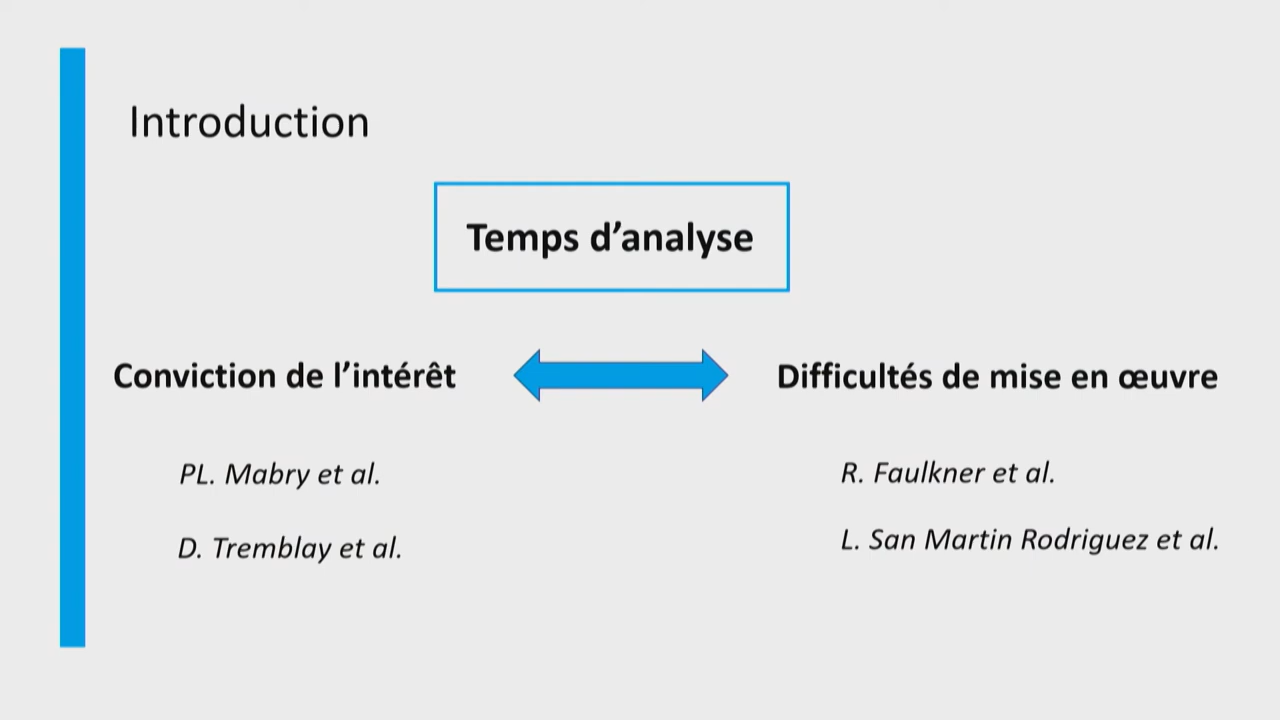 Introduction
Temps d’analyse
Conviction de l’intérêt
Difficultés de mise en œuvre
PL. Mabry et al.
R. Faulkner et al.
D. Tremblay et al.
L. San Martin Rodriguez et al.